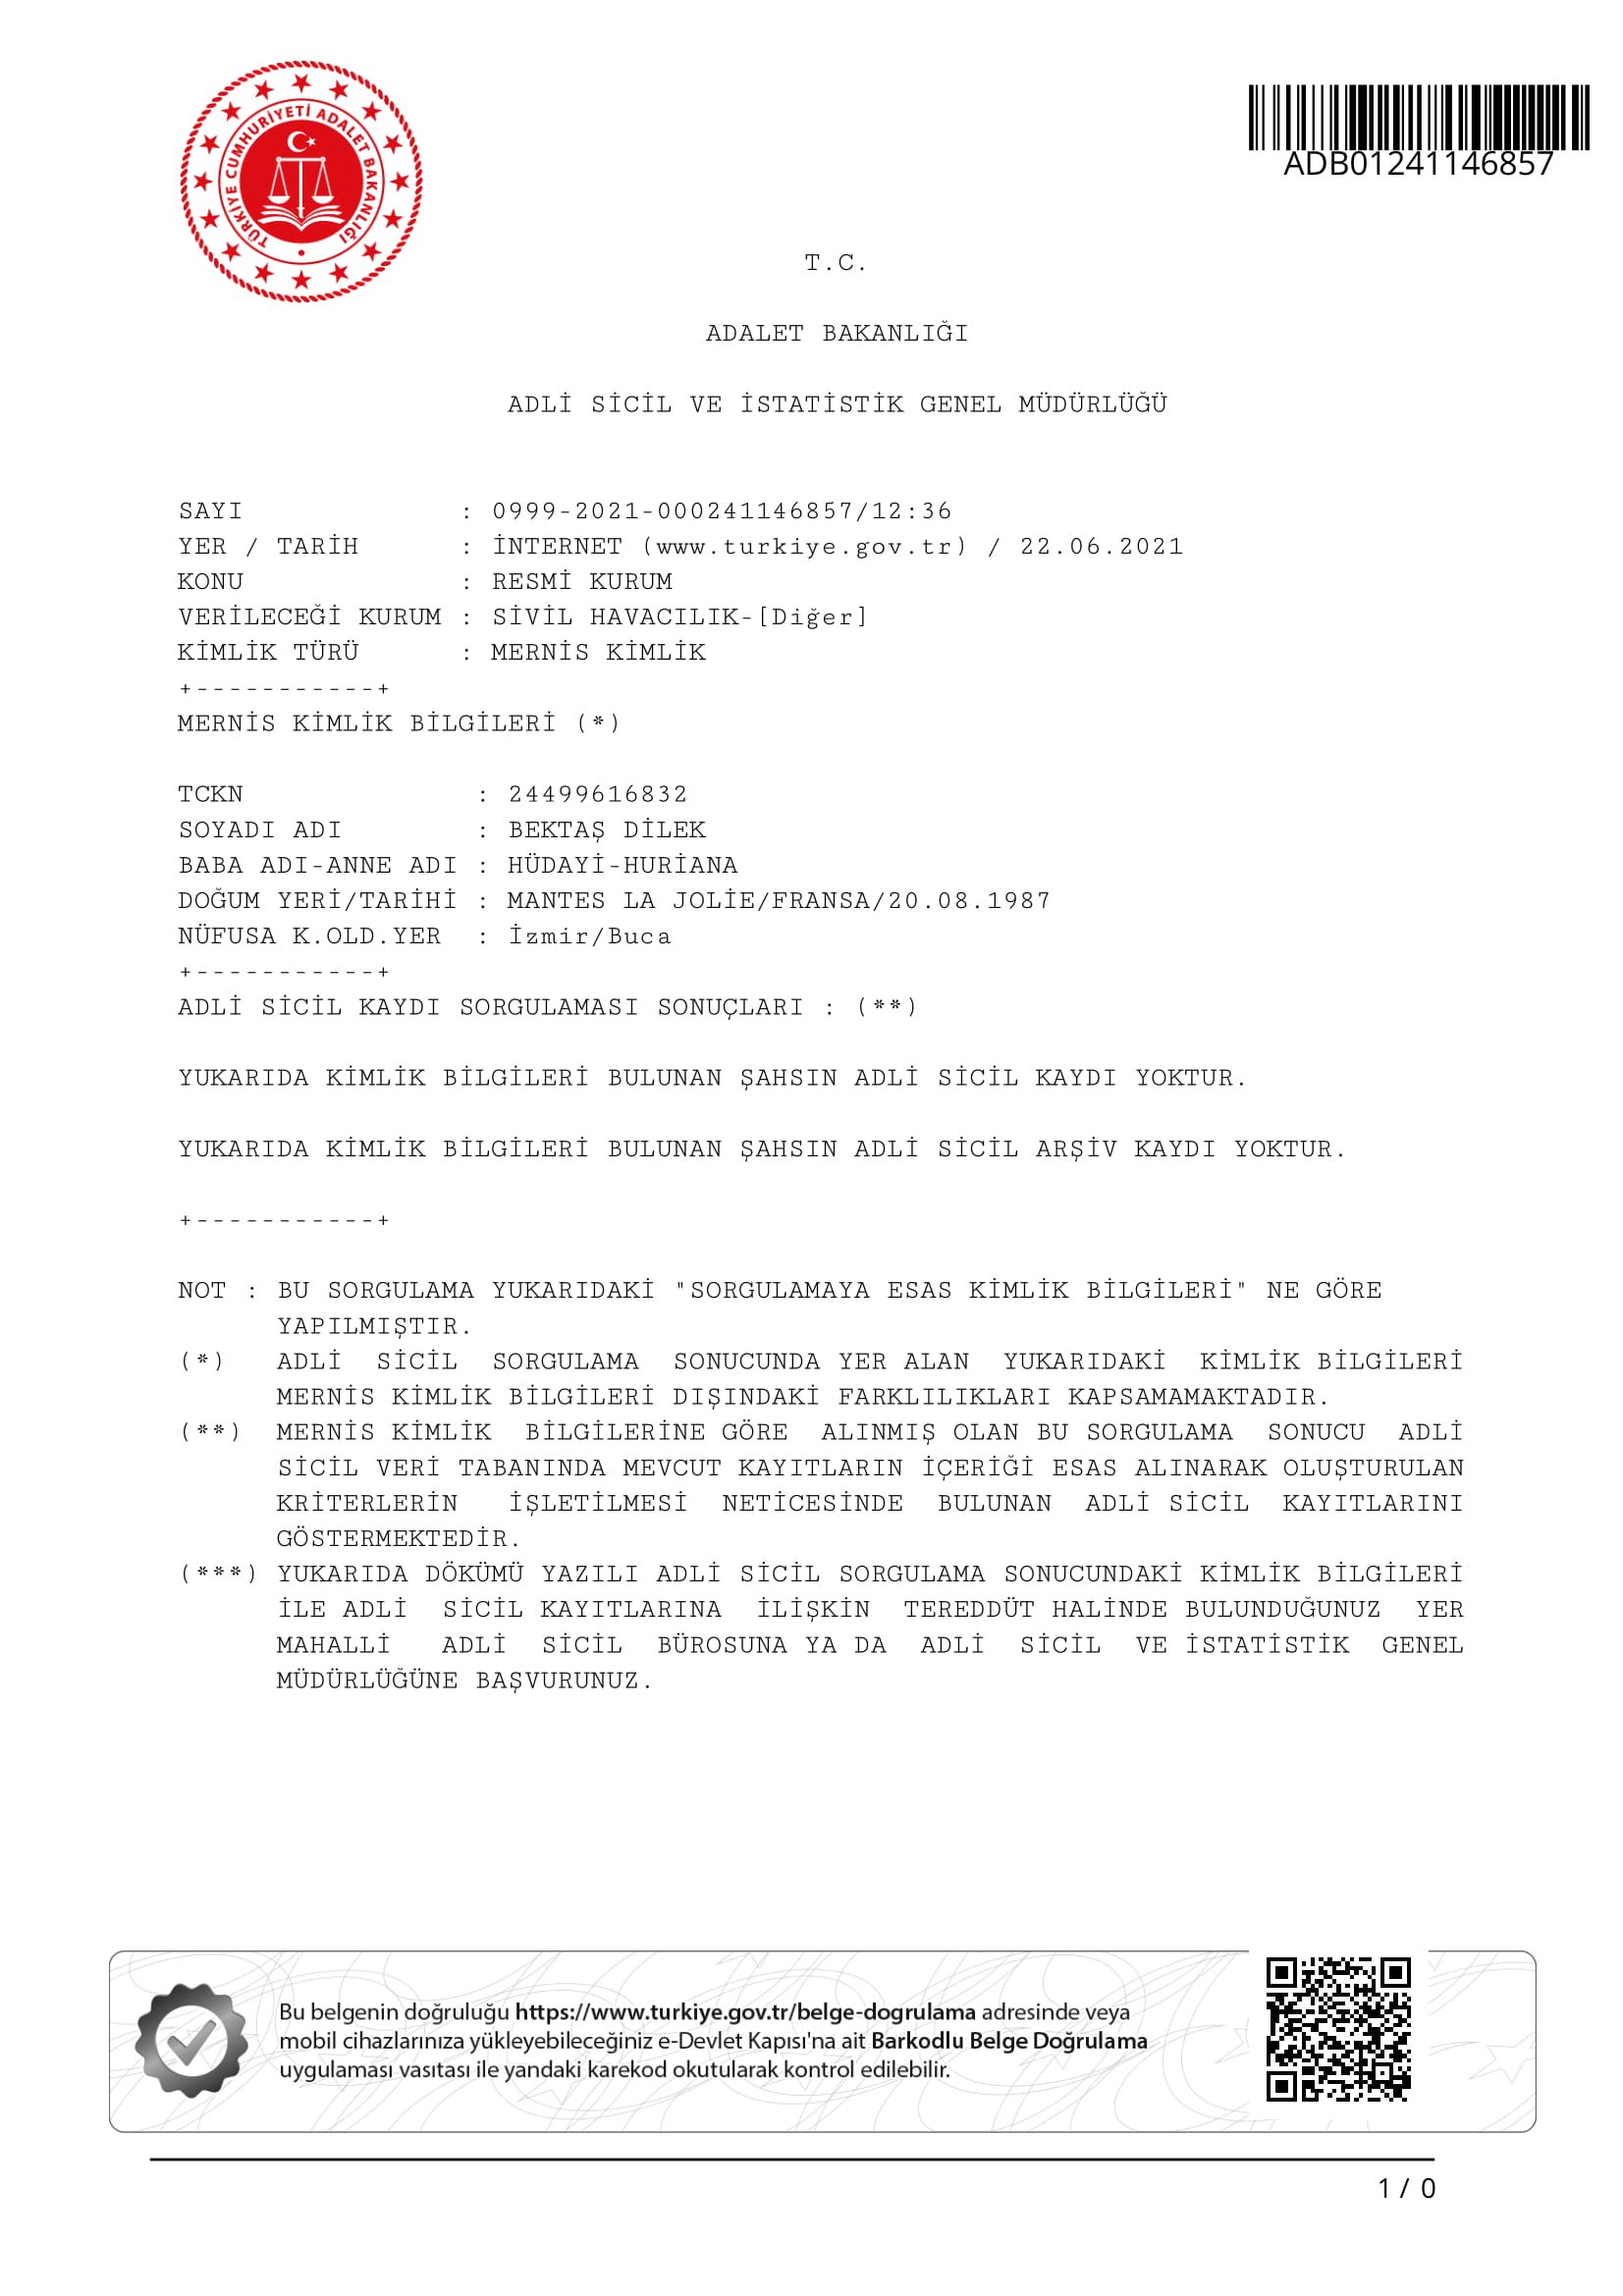 TÜRKİYE CUMHURİYETİ ADALET BAKANLIĞI
ADB01241146857
T.C.
ADALET BAKANLIĞI
ADLİ SİCİL VE İSTATİSTİK GENEL MÜDÜRLÜĞÜ
SAYI : 0999-2021-000241146857/12:36
YER / TARİH : İNTERNET (www.turkiye.gov.tr) / 22.06.2021
KONU : RESMİ KURUM
VERİLECEĞİ KURUM : SİVİL HAVACILIK-[Diğer]
KİMLİK TÜRÜ : MERNİS KİMLİK
+-----------+
MERNİS KİMLİK BİLGİLERİ (*)
TCKN : 24499616832
SOYADI ADI : BEKTAŞ DİLEK
BABA ADI-ANNE ADI : HÜDAYİ-HURİANA
DOĞUM YERİ/TARİHİ : MANTES LA JOLİE/FRANSA/20.08.1987
NÜFUSA K.OLD.YER : İzmir/Buca
+-----------+
ADLİ SİCİL KAYDI SORGULAMASI SONUÇLARI : (**)
YUKARIDA KİMLİK BİLGİLERİ BULUNAN ŞAHSIN ADLİ SİCİL KAYDI YOKTUR.
YUKARIDA KİMLİK BİLGİLERİ BULUNAN ŞAHSIN ADLİ SİCİL ARŞİV KAYDI YOKTUR.
+-----------+
NOT : BU SORGULAMA YUKARIDAKİ "SORGULAMAYA ESAS KİMLİK BİLGİLERİ" NE GÖRE
YAPILMIŞTIR.
(*) ADLİ SİCİL SORGULAMA SONUCUNDA YER ALAN YUKARIDAKİ KİMLİK BİLGİLERİ
MERNİS KİMLİK BİLGİLERİ DIŞINDAKİ FARKLILIKLARI KAPSAMAMAKTADIR.
(**) MERNİS KİMLİK BİLGİLERİNE GÖRE ALINMIŞ OLAN BU SORGULAMA SONUCU ADLİ
SİCİL VERİ TABANINDA MEVCUT KAYITLARIN İÇERİĞİ ESAS ALINARAK OLUŞTURULAN
KRİTERLERİN İŞLETİLMESİ NETİCESİNDE BULUNAN ADLİ SİCİL KAYITLARINI
GÖSTERMEKTEDİR.
(***) YUKARIDA DÖKÜMÜ YAZILI ADLİ SİCİL SORGULAMA SONUCUNDAKİ KİMLİK BİLGİLERİ
İLE ADLİ SİCİL KAYITLARINA İLİŞKİN TEREDDÜT HALİNDE BULUNDUĞUNUZ YER
MAHALLİ ADLİ SİCİL BÜROSUNA YA DA ADLİ SİCİL VE İSTATİSTİK GENEL
MÜDÜRLÜĞÜNE BAŞVURUNUZ.
Bu belgenin doğruluğu https://www.turkiye.gov.tr/belge-dogrulama adresinde veya
mobil cihazlarınıza yükleyebileceğiniz e-Devlet Kapısı'na ait Barkodlu Belge Doğrulama
uygulaması vasıtası ile yandaki karekod okutularak kontrol edilebilir.
1 / 0